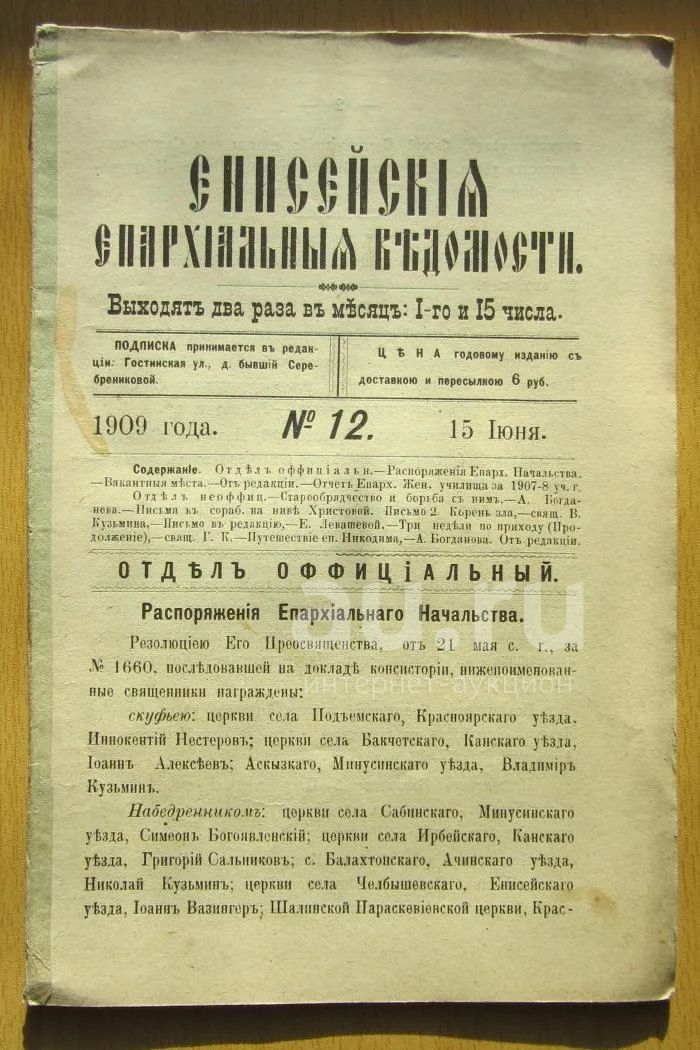 ЕНИСЕЙСКІЯ
ЕПАРХІАЛЬНЫЯ ВѢДОМОСТИ.
Выходятъ два раза въ мѣсяцъ: 1-го и 15 числа.
ПОДПИСКА принимается въ редак-
ціи: Гостинская ул., д. бывшій Сере-
брениковой.
ЦѢНА годовому изданію съ
доставкою и пересылкою 6 руб.
1909 года. № 12. 15 Іюня.
Содержаніе. Отдѣлъ оффиціальн.—Распоряженія Епарх. Начальства.
—Вакантныя мѣста.—Отъ редакціи.—Отчетъ Епарх. Жен. училища за 1907-8 уч. г.
Отдѣлъ неоффиц.—Старообрядчество и борьба съ нимъ,—А. Богда-
нова.—Письма къ сораб. на нивѣ Христовой. Письмо 2. Корень зла,—свящ. В.
Кузьмина,—Письмо въ редакцію,—Е. Левашевой,—Три недѣли по приходу (Про-
долженіе),—свящ. Г. К.—Путешествіе еп. Никодима,—А. Богданова. Отъ редакціи.
ОТДѢЛЪ ОФФИЦІАЛЬНЫЙ.
Распоряженія Епархіальнаго Начальства.
Резолюціею Его Преосвященства, отъ 21 мая с. г., за
№ 1660, послѣдовавшей на докладѣ консисторіи, нижепоименован-
ные священники награждены:
скуфьею: церкви села Подъемскаго, Красноярскаго уѣзда,
Иннокентій Нестеровъ; церкви села Бакчетскаго, Канскаго уѣзда,
Іоаннъ Алексѣевъ; Аскызкаго, Минусинскаго уѣзда, Владиміръ
Кузьминъ.
Набедренникомъ: церкви села Сабинскаго, Минусинскаго
уѣзда, Симеонъ Богоявленскій; церкви села Ирбейскаго, Канскаго
уѣзда, Григорій Сальниковъ; с. Балахтонскаго, Ачинскаго уѣзда,
Николай Кузьминъ; церкви села Челбышевскаго, Енисейскаго
уѣзда, Іоаннъ Вазингеръ; Шалинской Параскевіевской церкви, Крас-
au.ru
интернет-аукцион